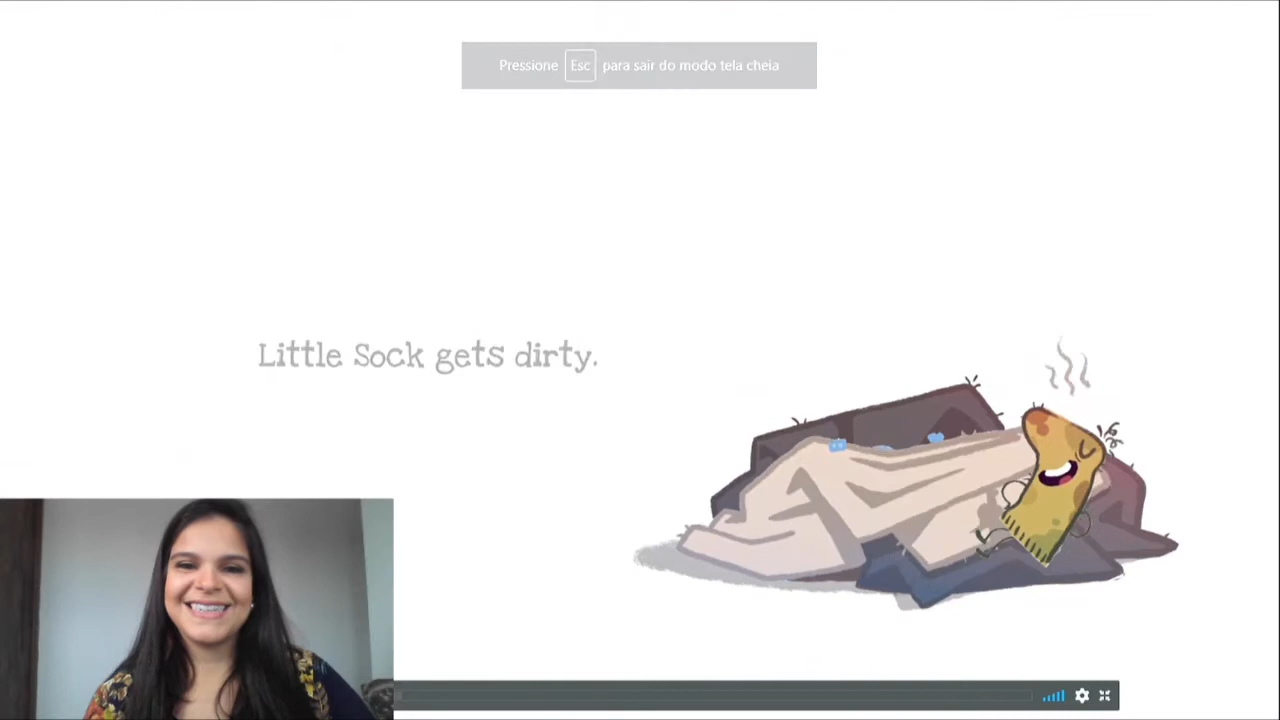 Pressione Esc para sair do modo tela cheia
Little Sock gets dirty.